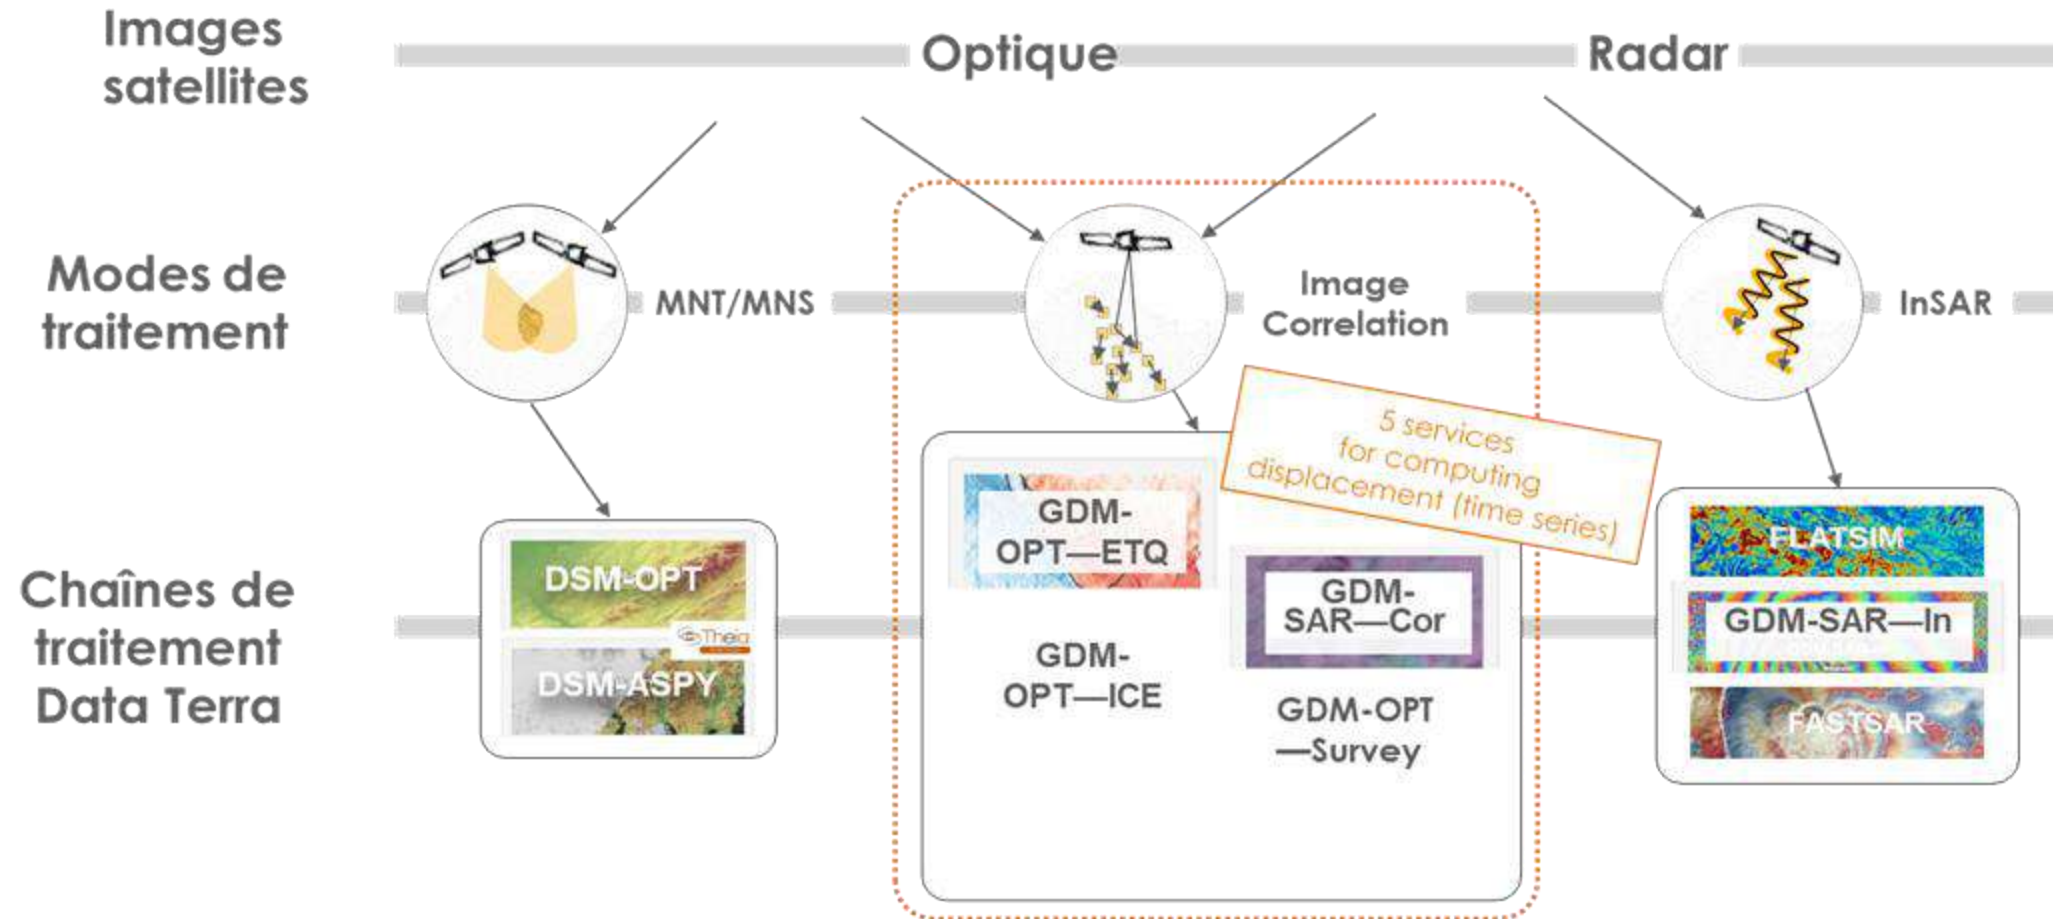 Images
satellites
Optique
Radar
Modes de
traitement
MNT/MNS
Image
Correlation
InSAR
5 services
for computing
displacement (time series)
Chaînes de
traitement
Data Terra
DSM-OPT
Theia
DSM-ASPY
GDM-
OPT—ETQ
GDM-
SAR—Cor
GDM-
OPT—ICE
GDM-OPT
—Survey
FLATSIM
GDM-SAR—In
FASTSAR